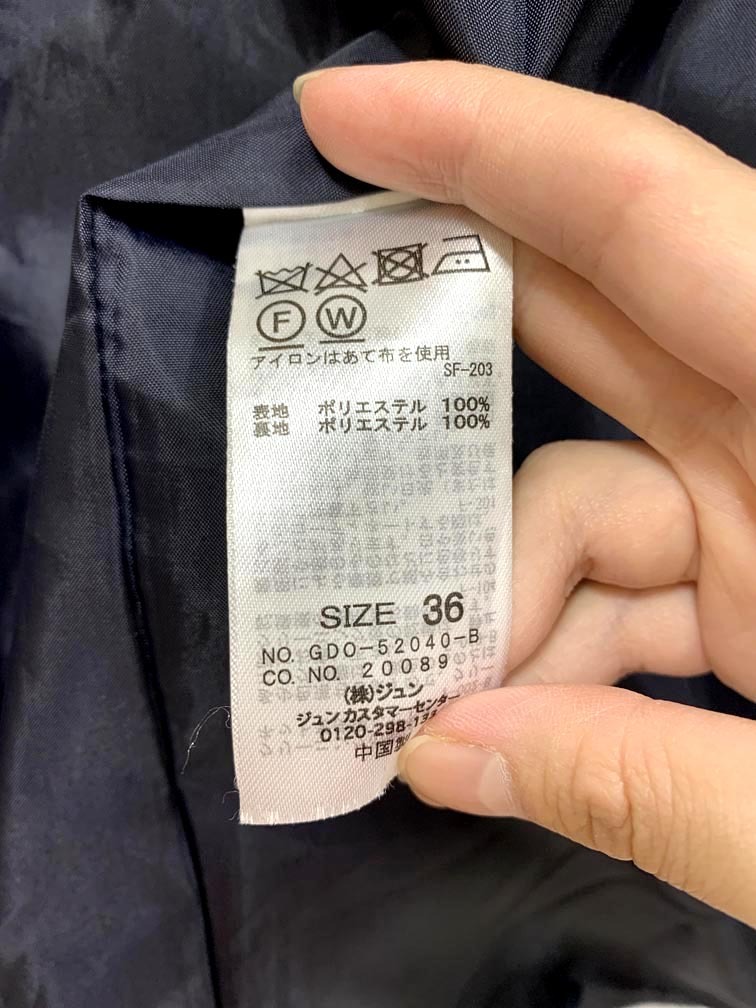 F W
アイロンはあて布を使用
SF-203
表地 ポリエステル 100%
裏地 ポリエステル 100%
SIZE 36
NO. GDO-52040-B
CO. NO. 20089
(株)ジュン
ジュンカスタマーセンター
0120-298-13
中国製